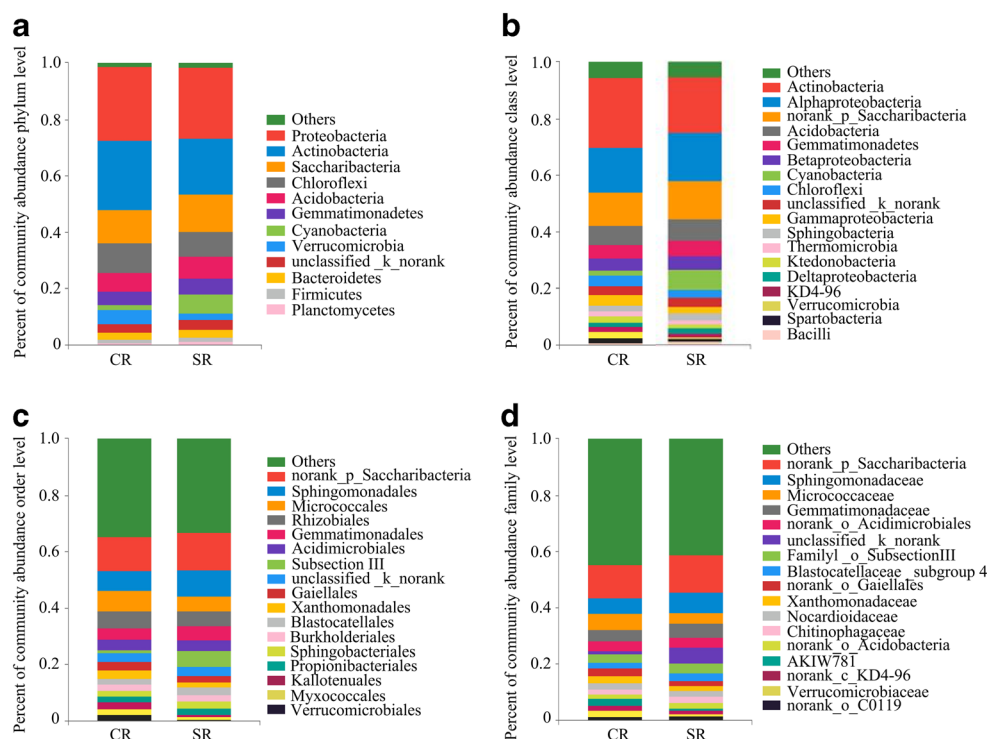 a
Percent of community abundance phylum level
1.0
0.8
0.6
0.4
0.2
0
CR
SR
Others
Proteobacteria
Actinobacteria
Saccharibacteria
Chloroflexi
Acidobacteria
Gemmatimonadetes
Cyanobacteria
Verrucomicrobia
unclassified _k_norank
Bacteroidetes
Firmicutes
Planctomycetes
b
Percent of community abundance class level
1.0
0.8
0.6
0.4
0.2
0
CR
SR
Others
Actinobacteria
Alphaproteobacteria
norank_p_Saccharibacteria
Acidobacteria
Gemmatimonadetes
Betaproteobacteria
Cyanobacteria
Chloroflexi
unclassified _k_norank
Gammaproteobacteria
Sphingobacteria
Thermomicrobia
Ktedonobacteria
Deltaproteobacteria
KD4-96
Verrucomicrobia
Spartobacteria
Bacilli
c
Percent of community abundance order level
1.0
0.8
0.6
0.4
0.2
0
CR
SR
Others
norank_p_Saccharibacteria
Sphingomonadales
Micrococcales
Rhizobiales
Gemmatimonadales
Acidimicrobiales
Subsection III
unclassified _k_norank
Gaiellales
Xanthomonadales
Blastocatellales
Burkholderiales
Sphingobacteriales
Propionibacteriales
Kallotenuales
Myxococcales
Verrucomicrobiales
d
Percent of community abundance family level
1.0
0.8
0.6
0.4
0.2
0
CR
SR
Others
norank_p_Saccharibacteria
Sphingomonadaceae
Micrococcaceae
Gemmatimonadaceae
norank_o_Acidimicrobiales
unclassified _k_norank
Familyl _o_SubsectionIII
Blastocatellaceae _subgroup 4
norank_o_Gaiellales
Xanthomonadaceae
Nocardioidaceae
Chitinophagaceae
norank_o_Acidobacteria
AKIW781
norank_c_KD4-96
Verrucomicrobiaceae
norank_o_C0119